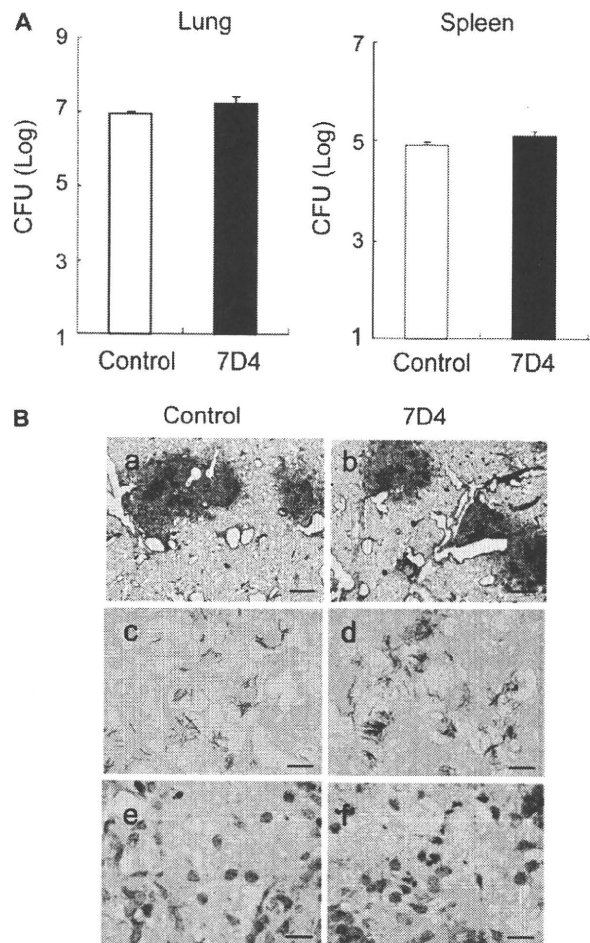 A
Lung
Spleen
CFU (Log)
9
7
5
3
1
Control
7D4
CFU (Log)
7
5
3
1
Control
7D4
B
Control
7D4
a
b
c
d
e
f